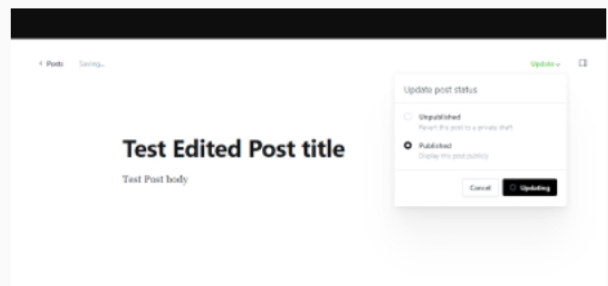 Posts
Saving...
Update
Update post status
Unpublished
Revert this post to a private draft
Published
Display this post publicly
Test Edited Post title
Test Post body
Cancel
Updating